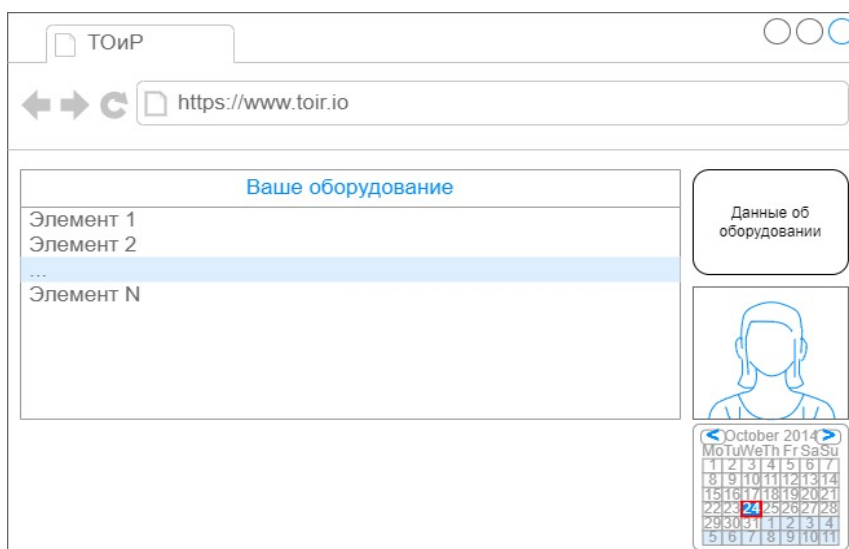 ТОиР
https://www.toir.io
Ваше оборудование
Элемент 1
Элемент 2
...
Элемент N
Данные об
оборудовании
< October 2014 >
Mo Tu We Th Fr Sa Su
1 2 3 4 5 6 7
8 9 10 11 12 13 14
15 16 17 18 19 20 21
22 23 24 25 26 27 28
29 30 31 1 2 3 4
5 6 7 8 9 10 11